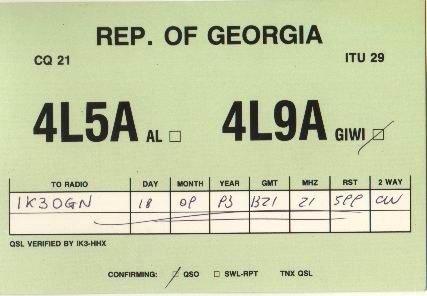 REP. OF GEORGIA
CQ 21 ITU 29
4L5A AL 4L9A GIWI
TO RADIO DAY MONTH YEAR GMT MHZ RST 2 WAY
IK3OGN 18 21 CW
QSL VERIFIED BY IK3-HHX
CONFIRMING: QSO SWL-RPT TNX QSL